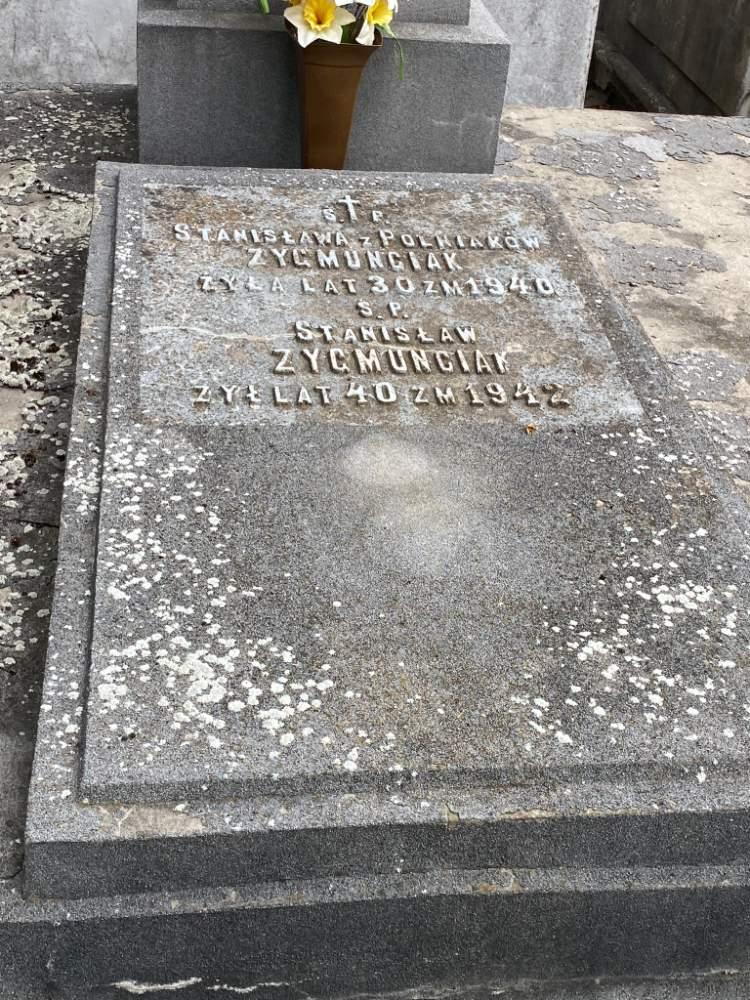 Ś. † P.
STANISŁAWA z POLNIAKÓW
ZYGMUNCIAK
ŻYŁA LAT 30 ZM. 1940.
Ś. P.
STANISŁAW
ZYGMUNCIAK
ŻYŁ LAT 40 ZM 1942